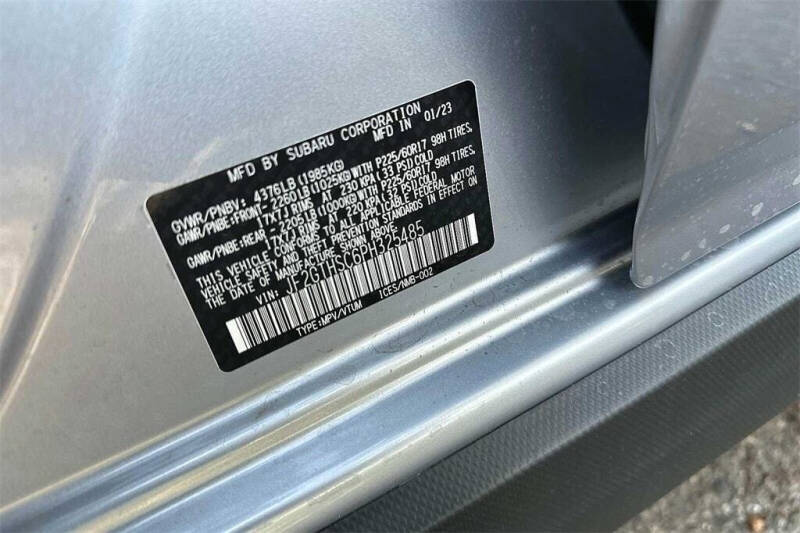 MFD BY SUBARU CORPORATION
MFD IN 01/23
GVWR/PNBV: 4376LB(1985KG)
GAWR/PNBE:FRONT- 2260LB(1025KG)WITH P225/60R17 98H TIRES,
17X7J RIMS AT 230 KPA(33 PSI)COLD
GAWR/PNBE:REAR -2205LB(1000KG)WITH P225/60R17 98H TIRES,
17X7J RIMS AT KPA( PSI)COLD
THIS VEHICLE CONFORMS TO ALL APPLICABLE FEDERAL MOTOR
VEHICLE SAFETY AND THEFT PREVENTION STANDARDS IN EFFECT ON
THE DATE OF MANUFACTURE SHOWN ABOVE.
VIN: JF2GTHSC6PH325485
TYPE:MPV/VTUM ICES/NMB-002